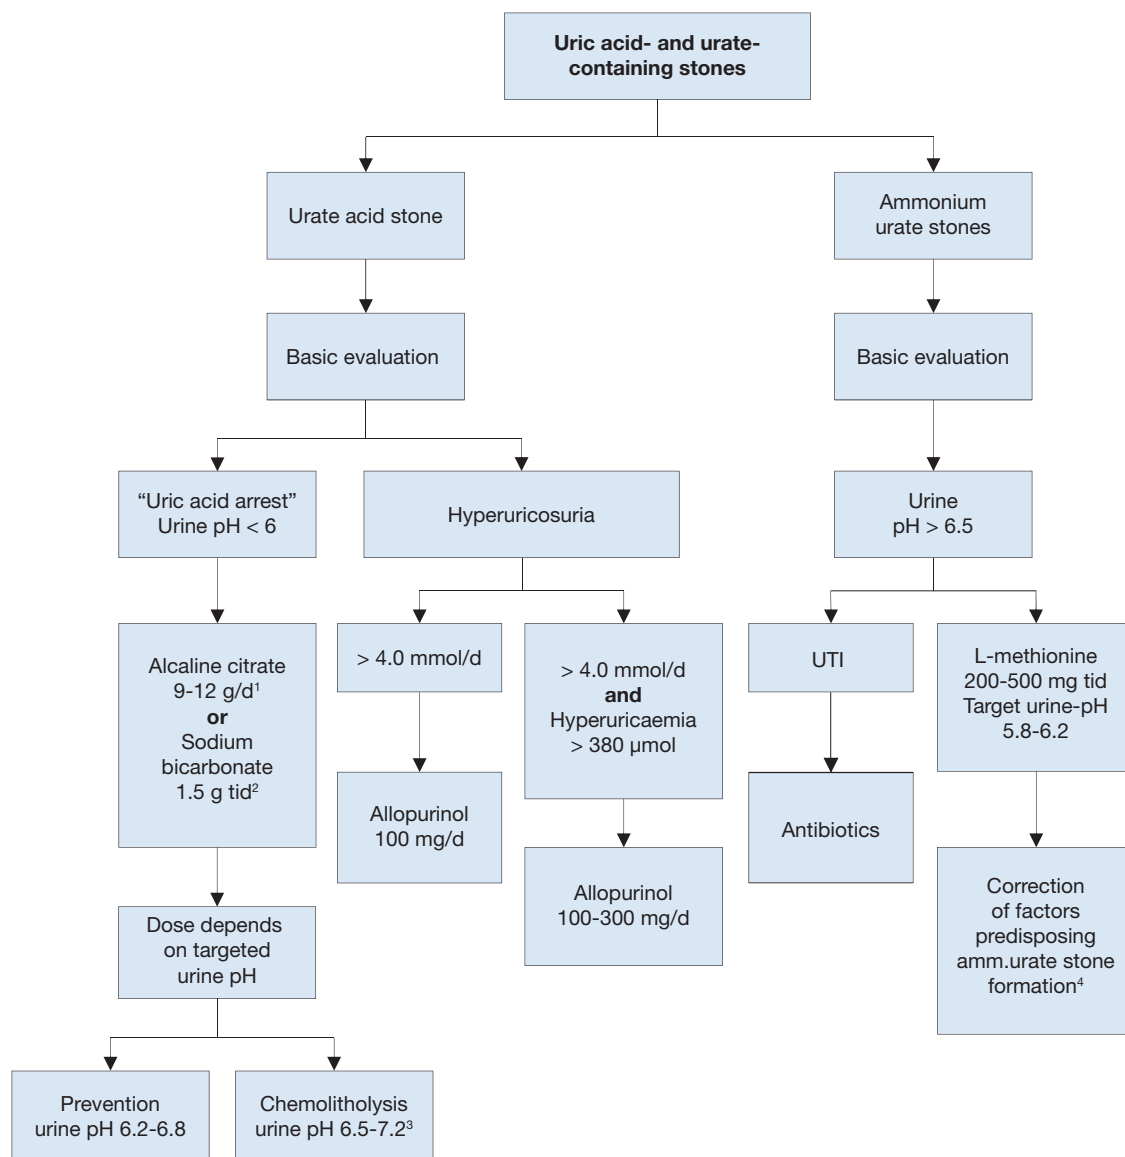 Uric acid- and urate-
containing stones
Urate acid stone
Ammonium
urate stones
Basic evaluation
Basic evaluation
“Uric acid arrest”
Urine pH < 6
Hyperuricosuria
Urine
pH > 6.5
Alcaline citrate
9-12 g/d¹
or
Sodium
bicarbonate
1.5 g tid²
> 4.0 mmol/d
> 4.0 mmol/d
and
Hyperuricaemia
> 380 µmol
UTI
L-methionine
200-500 mg tid
Target urine-pH
5.8-6.2
Allopurinol
100 mg/d
Antibiotics
Allopurinol
100-300 mg/d
Correction
of factors
predisposing
amm.urate stone
formation⁴
Dose depends
on targeted
urine pH
Prevention
urine pH 6.2-6.8
Chemolitholysis
urine pH 6.5-7.2³